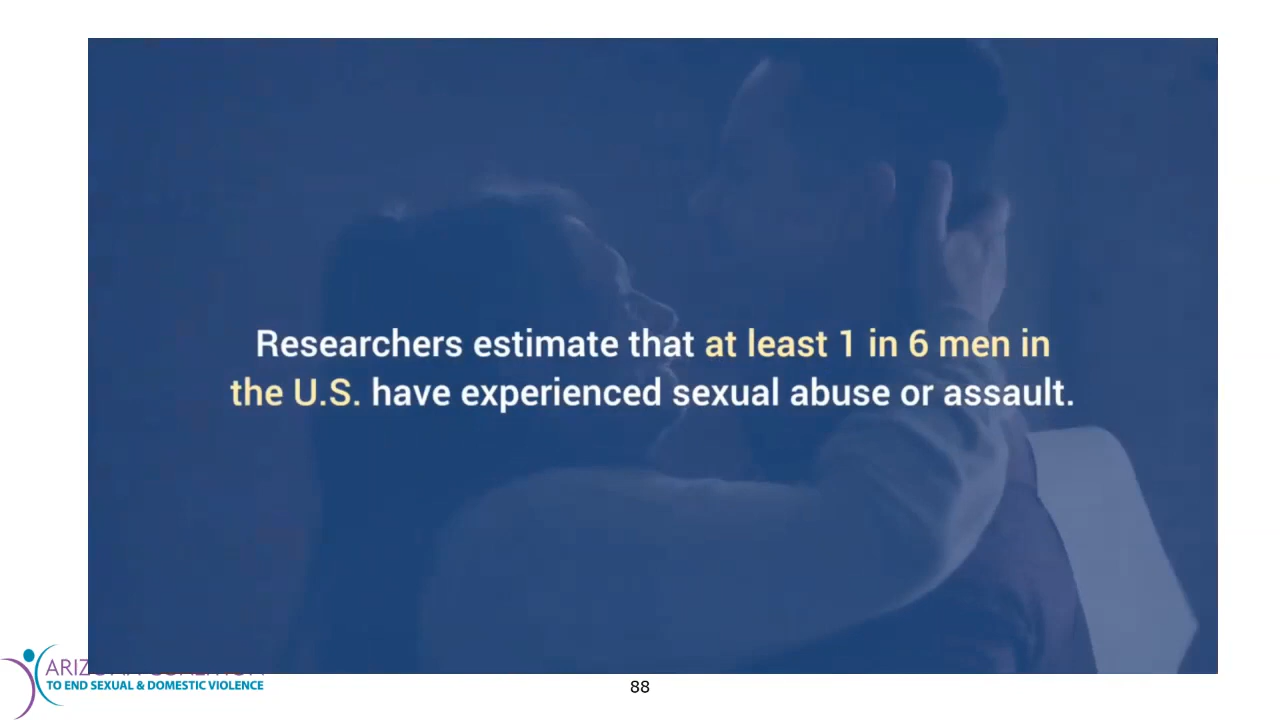 Researchers estimate that at least 1 in 6 men in
the U.S. have experienced sexual abuse or assault.
TO END SEXUAL & DOMESTIC VIOLENCE
88